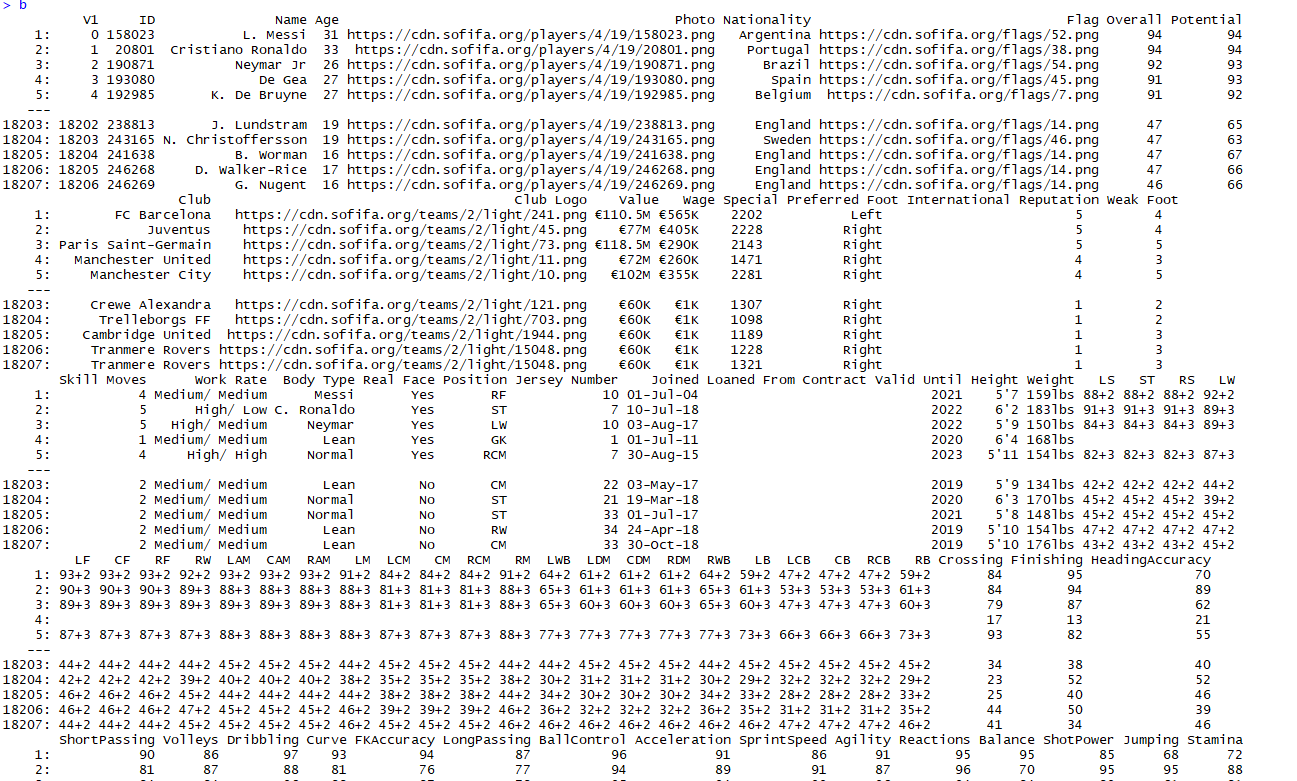 > b
V1 ID Name Age Photo Nationality Flag Overall Potential
1: 0 158023 L. Messi 31 https://cdn.sofifa.org/players/4/19/158023.png Argentina https://cdn.sofifa.org/flags/52.png 94 94
2: 1 20801 Cristiano Ronaldo 33 https://cdn.sofifa.org/players/4/19/20801.png Portugal https://cdn.sofifa.org/flags/38.png 94 94
3: 2 190871 Neymar Jr 26 https://cdn.sofifa.org/players/4/19/190871.png Brazil https://cdn.sofifa.org/flags/54.png 92 93
4: 3 193080 De Gea 27 https://cdn.sofifa.org/players/4/19/193080.png Spain https://cdn.sofifa.org/flags/45.png 91 93
5: 4 192985 K. De Bruyne 27 https://cdn.sofifa.org/players/4/19/192985.png Belgium https://cdn.sofifa.org/flags/7.png 91 92
---
18203: 18202 238813 J. Lundstram 19 https://cdn.sofifa.org/players/4/19/238813.png England https://cdn.sofifa.org/flags/14.png 47 65
18204: 18203 243165 N. Christoffersson 19 https://cdn.sofifa.org/players/4/19/243165.png Sweden https://cdn.sofifa.org/flags/46.png 47 63
18205: 18204 241638 B. Worman 16 https://cdn.sofifa.org/players/4/19/241638.png England https://cdn.sofifa.org/flags/14.png 47 67
18206: 18205 246268 D. Walker-Rice 17 https://cdn.sofifa.org/players/4/19/246268.png England https://cdn.sofifa.org/flags/14.png 47 66
18207: 18206 246269 G. Nugent 16 https://cdn.sofifa.org/players/4/19/246269.png England https://cdn.sofifa.org/flags/14.png 46 66
Club Club Logo Value Wage Special Preferred Foot International Reputation Weak Foot
1: FC Barcelona https://cdn.sofifa.org/teams/2/light/241.png €110.5M €565K 2202 Left 5 4
2: Juventus https://cdn.sofifa.org/teams/2/light/45.png €77M €405K 2228 Right 5 4
3: Paris Saint-Germain https://cdn.sofifa.org/teams/2/light/73.png €118.5M €290K 2143 Right 5 5
4: Manchester United https://cdn.sofifa.org/teams/2/light/11.png €72M €260K 1471 Right 4 3
5: Manchester City https://cdn.sofifa.org/teams/2/light/10.png €102M €355K 2281 Right 4 5
---
18203: Crewe Alexandra https://cdn.sofifa.org/teams/2/light/121.png €60K €1K 1307 Right 1 2
18204: Trelleborgs FF https://cdn.sofifa.org/teams/2/light/703.png €60K €1K 1098 Right 1 2
18205: Cambridge United https://cdn.sofifa.org/teams/2/light/1944.png €60K €1K 1189 Right 1 3
18206: Tranmere Rovers https://cdn.sofifa.org/teams/2/light/15048.png €60K €1K 1228 Right 1 3
18207: Tranmere Rovers https://cdn.sofifa.org/teams/2/light/15048.png €60K €1K 1321 Right 1 3
Skill Moves Work Rate Body Type Real Face Position Jersey Number Joined Loaned From Contract Valid Until Height Weight LS ST RS LW
1: 4 Medium/ Medium Messi Yes RF 10 01-Jul-04 2021 5'7 159lbs 88+2 88+2 88+2 92+2
2: 5 High/ Low C. Ronaldo Yes ST 7 10-Jul-18 2022 6'2 183lbs 91+3 91+3 91+3 89+3
3: 5 High/ Medium Neymar Yes LW 10 03-Aug-17 2022 5'9 150lbs 84+3 84+3 84+3 89+3
4: 1 Medium/ Medium Lean Yes GK 1 01-Jul-11 2020 6'4 168lbs
5: 4 High/ High Normal Yes RCM 7 30-Aug-15 2023 5'11 154lbs 82+3 82+3 82+3 87+3
---
18203: 2 Medium/ Medium Lean No CM 22 03-May-17 2019 5'9 134lbs 42+2 42+2 42+2 44+2
18204: 2 Medium/ Medium Normal No ST 21 19-Mar-18 2020 6'3 170lbs 45+2 45+2 45+2 39+2
18205: 2 Medium/ Medium Normal No ST 33 01-Jul-17 2021 5'8 148lbs 45+2 45+2 45+2 45+2
18206: 2 Medium/ Medium Lean No RW 34 24-Apr-18 2019 5'10 154lbs 47+2 47+2 47+2 47+2
18207: 2 Medium/ Medium Lean No CM 33 30-Oct-18 2019 5'10 176lbs 43+2 43+2 43+2 45+2
LF CF RF RW LAM CAM RAM LM LCM CM RCM RM LWB LDM CDM RDM RWB LB LCB CB RCB RB Crossing Finishing HeadingAccuracy
1: 93+2 93+2 93+2 92+2 93+2 93+2 93+2 91+2 84+2 84+2 84+2 91+2 64+2 61+2 61+2 61+2 64+2 59+2 47+2 47+2 47+2 59+2 84 95 70
2: 90+3 90+3 90+3 89+3 88+3 88+3 88+3 88+3 81+3 81+3 81+3 88+3 65+3 61+3 61+3 61+3 65+3 61+3 53+3 53+3 53+3 61+3 84 94 89
3: 89+3 89+3 89+3 89+3 89+3 89+3 89+3 88+3 81+3 81+3 81+3 88+3 65+3 60+3 60+3 60+3 65+3 60+3 47+3 47+3 47+3 60+3 79 87 62
4: 17 13 21
5: 87+3 87+3 87+3 87+3 88+3 88+3 88+3 88+3 87+3 87+3 87+3 88+3 77+3 77+3 77+3 77+3 77+3 73+3 66+3 66+3 66+3 73+3 93 82 55
---
18203: 44+2 44+2 44+2 44+2 45+2 45+2 45+2 44+2 45+2 45+2 45+2 44+2 44+2 45+2 45+2 45+2 44+2 45+2 45+2 45+2 45+2 45+2 34 38 40
18204: 42+2 42+2 42+2 39+2 40+2 40+2 40+2 38+2 35+2 35+2 35+2 38+2 30+2 31+2 31+2 31+2 30+2 29+2 32+2 32+2 32+2 29+2 23 52 52
18205: 46+2 46+2 46+2 45+2 44+2 44+2 44+2 44+2 38+2 38+2 38+2 44+2 34+2 30+2 30+2 30+2 34+2 33+2 28+2 28+2 28+2 33+2 25 40 46
18206: 46+2 46+2 46+2 47+2 45+2 45+2 45+2 46+2 39+2 39+2 39+2 46+2 36+2 32+2 32+2 32+2 36+2 35+2 31+2 31+2 31+2 35+2 44 50 39
18207: 44+2 44+2 44+2 45+2 45+2 45+2 45+2 46+2 45+2 45+2 45+2 46+2 46+2 46+2 46+2 46+2 46+2 46+2 47+2 47+2 47+2 46+2 41 34 46
ShortPassing Volleys Dribbling Curve FKAccuracy LongPassing BallControl Acceleration SprintSpeed Agility Reactions Balance ShotPower Jumping Stamina
1: 90 86 97 93 94 87 96 91 86 91 95 95 85 68 72
2: 81 87 88 81 76 77 94 89 91 87 96 70 95 95 88